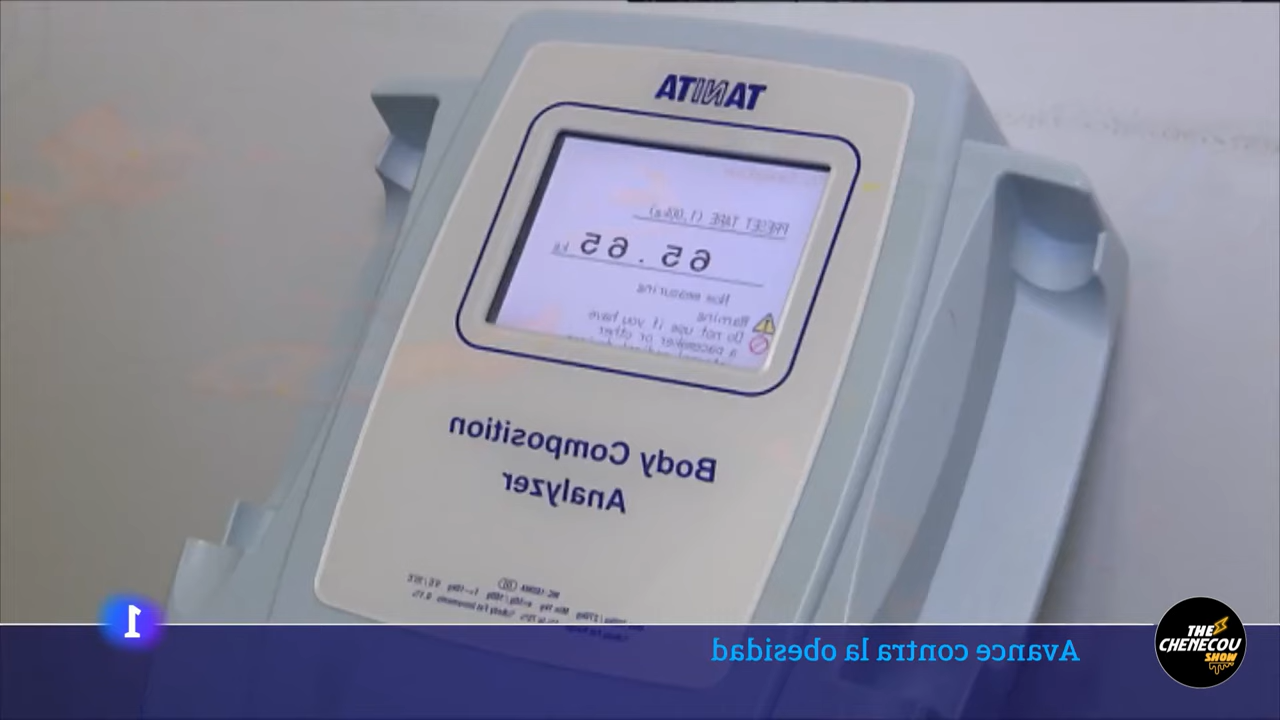 TANITA
PRESET TARE (1.00kg)
65.65 kg
Now measuring
Warning
Do not use if you have
a pacemaker or other
Body Composition
Analyzer
1
Avance contra la obesidad
THE
CHENECOU
SHOW